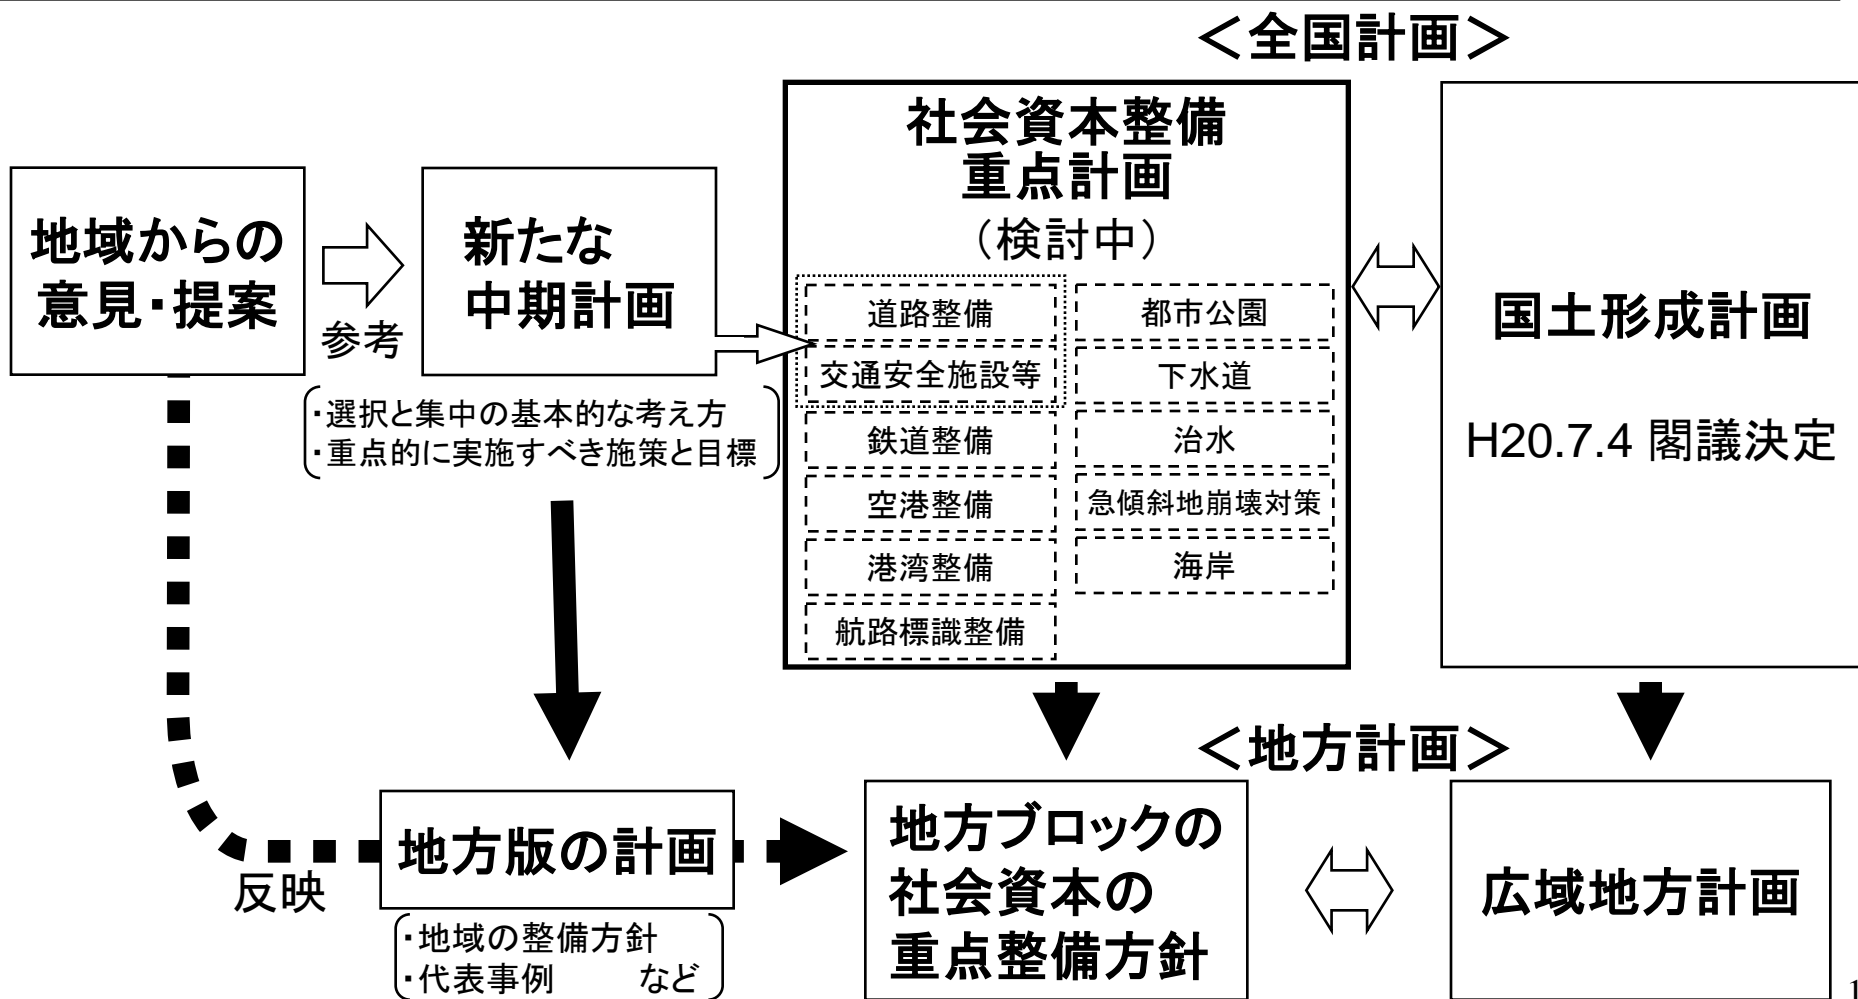 ＜全国計画＞
地域からの
意見・提案
参考
新たな
中期計画
・選択と集中の基本的な考え方
・重点的に実施すべき施策と目標
社会資本整備
重点計画
（検討中）
道路整備
交通安全施設等
鉄道整備
空港整備
港湾整備
航路標識整備
都市公園
下水道
治水
急傾斜地崩壊対策
海岸
国土形成計画
H20.7.4 閣議決定
＜地方計画＞
反映
地方版の計画
・地域の整備方針
・代表事例　　など
地方ブロックの
社会資本の
重点整備方針
広域地方計画
1